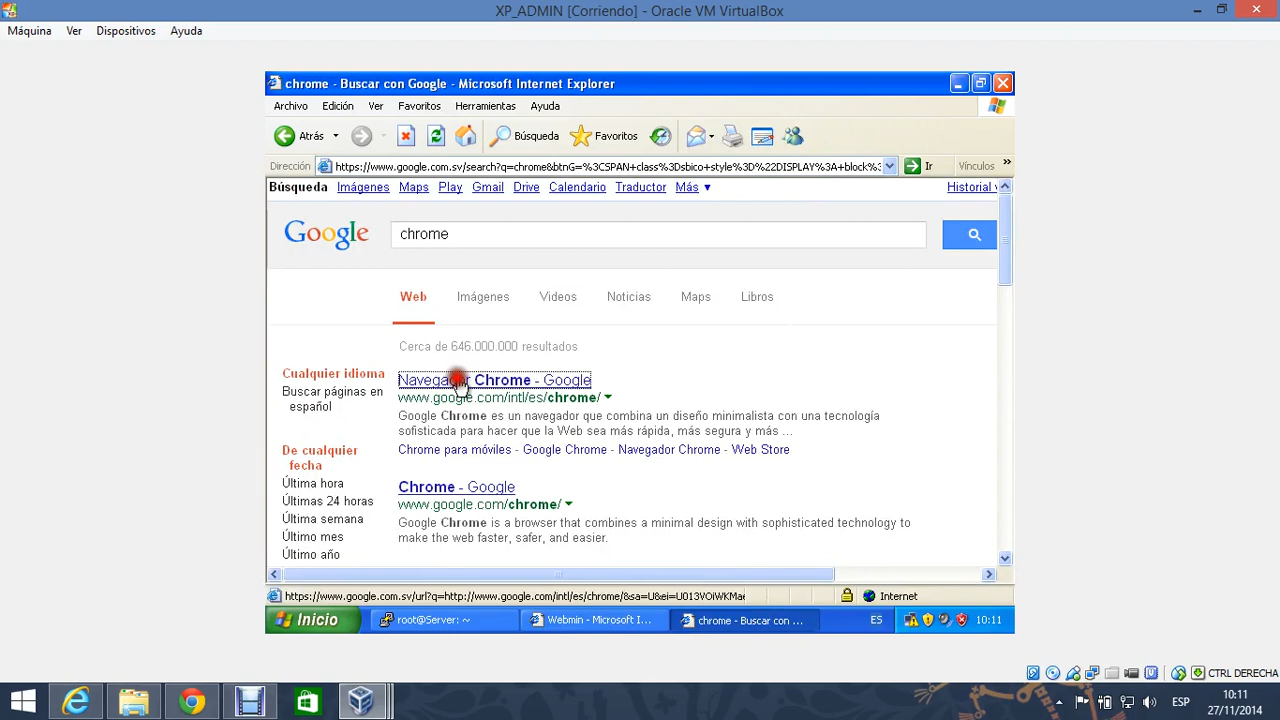 XP_ADMIN [Corriendo] - Oracle VM VirtualBox
Máquina Ver Dispositivos Ayuda
chrome - Buscar con Google - Microsoft Internet Explorer
Archivo Edición Ver Favoritos Herramientas Ayuda
Atrás Búsqueda Favoritos
Dirección https://www.google.com.sv/search?q=chrome&btnG=%3CSPAN+class%3Dsbico+style%3D%22DISPLAY%3A+block%3 Ir Vínculos »
Búsqueda Imágenes Maps Play Gmail Drive Calendario Traductor Más ▼ Historial
Google chrome
Web Imágenes Videos Noticias Maps Libros
Cerca de 646.000.000 resultados
Cualquier idioma
Buscar páginas en
español
De cualquier
fecha
Última hora
Últimas 24 horas
Última semana
Último mes
Último año
Navegador Chrome - Google
www.google.com/intl/es/chrome/
Google Chrome es un navegador que combina un diseño minimalista con una tecnología
sofisticada para hacer que la Web sea más rápida, más segura y más ...
Chrome para móviles - Google Chrome - Navegador Chrome - Web Store
Chrome - Google
www.google.com/chrome/
Google Chrome is a browser that combines a minimal design with sophisticated technology to
make the web faster, safer, and easier.
https://www.google.com.sv/url?q=http://www.google.com/intl/es/chrome/&sa=U&ei=U013VOiWKMae Internet
Inicio root@Server: ~ Webmin - Microsoft I... chrome - Buscar co... ES 10:11
CTRL DERECHA
ESP 10:11
27/11/2014